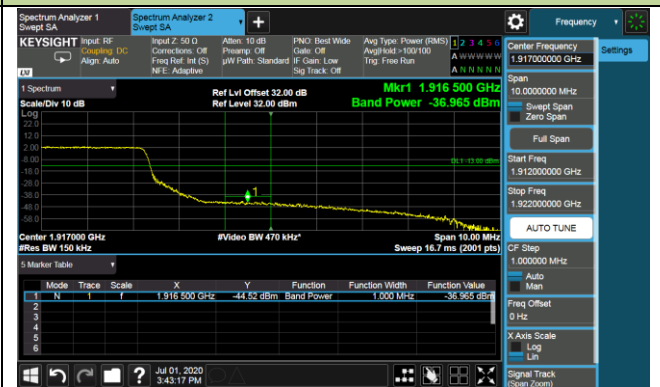 Spectrum Analyzer 1
Swept SA
Spectrum Analyzer 2
Swept SA
Frequency
KEYSIGHT
Input: RF
Coupling: DC
Align: Auto
Input Z: 50 Ω
Corrections: Off
Freq Ref: Int (S)
NFE: Adaptive
Atten: 10 dB
Preamp: Off
µW Path: Standard
PNO: Best Wide
Gate: Off
IF Gain: Low
Sig Track: Off
Avg Type: Power (RMS)
Avg|Hold:>100/100
Trig: Free Run
1 2 3 4 5 6
A W W W W W
A N N N N N
LXI
1 Spectrum
Scale/Div 10 dB
Ref Lvl Offset 32.00 dB
Ref Level 32.00 dBm
Mkr1 1.916 500 GHz
Band Power -36.965 dBm
Log
22.0
12.0
2.00
-8.00
-18.0
-28.0
-38.0
-48.0
-58.0
DL1 -13.00 dBm
1
Center 1.917000 GHz
#Res BW 150 kHz
#Video BW 470 kHz*
Span 10.00 MHz
Sweep 16.7 ms (2001 pts)
5 Marker Table
Mode Trace Scale X Y Function Function Width Function Value
1 N 1 f 1.916 500 GHz -44.52 dBm Band Power 1.000 MHz -36.965 dBm
2
3
4
5
6
Jul 01, 2020
3:43:17 PM
Center Frequency
1.917000000 GHz
Settings
Span
10.0000000 MHz
Swept Span
Zero Span
Full Span
Start Freq
1.912000000 GHz
Stop Freq
1.922000000 GHz
AUTO TUNE
CF Step
1.000000 MHz
Auto
Man
Freq Offset
0 Hz
X Axis Scale
Log
Lin
Signal Track
(Span Zoom)